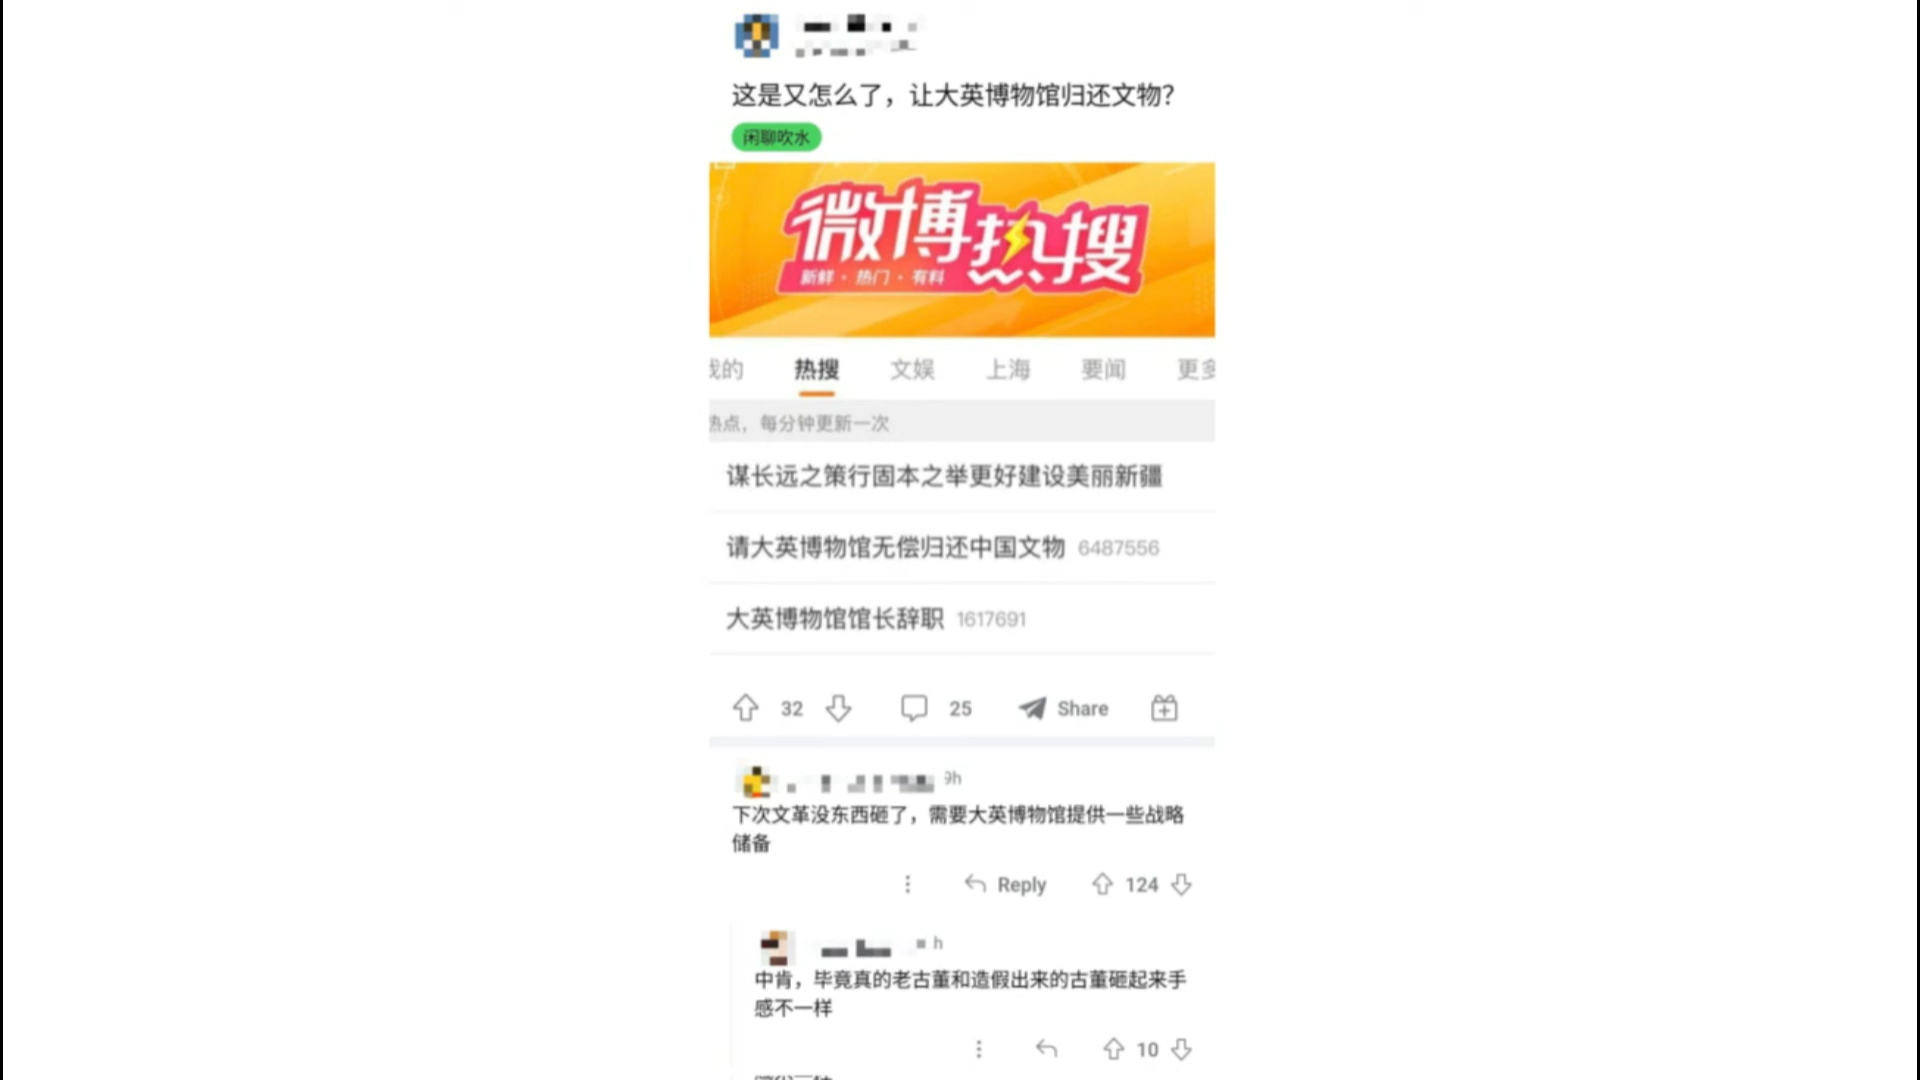 这是又怎么了，让大英博物馆归还文物？
闲聊吹水
微博热搜
新鲜·热门·有料
我的 热搜 文娱 上海 要闻 更多
热点，每分钟更新一次
谋长远之策行固本之举更好建设美丽新疆
请大英博物馆无偿归还中国文物 6487556
大英博物馆馆长辞职 1617691
32 25 Share
9h
下次文革没东西砸了，需要大英博物馆提供一些战略
储备
Reply 124
h
中肯，毕竟真的老古董和造假出来的古董砸起来手
感不一样
10